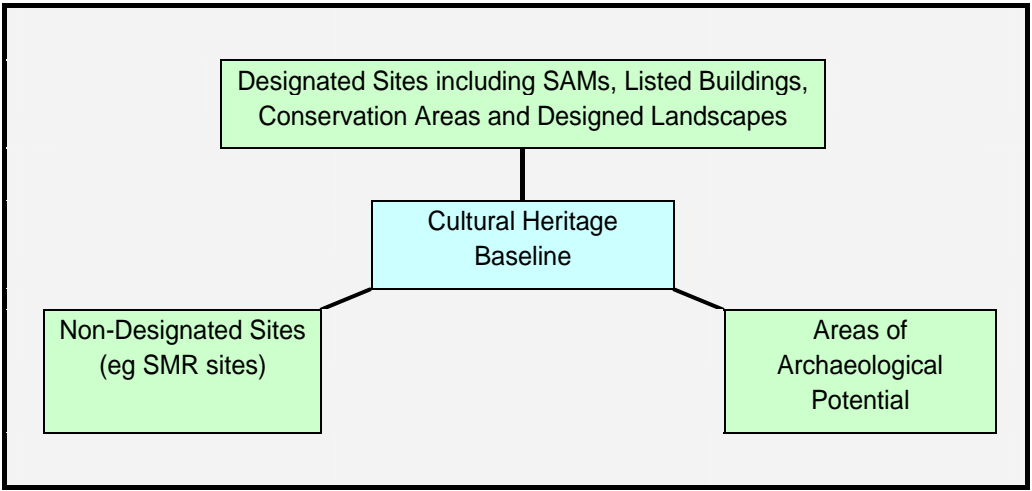 Designated Sites including SAMs, Listed Buildings,
Conservation Areas and Designed Landscapes
Cultural Heritage
Baseline
Non-Designated Sites
(eg SMR sites)
Areas of
Archaeological
Potential